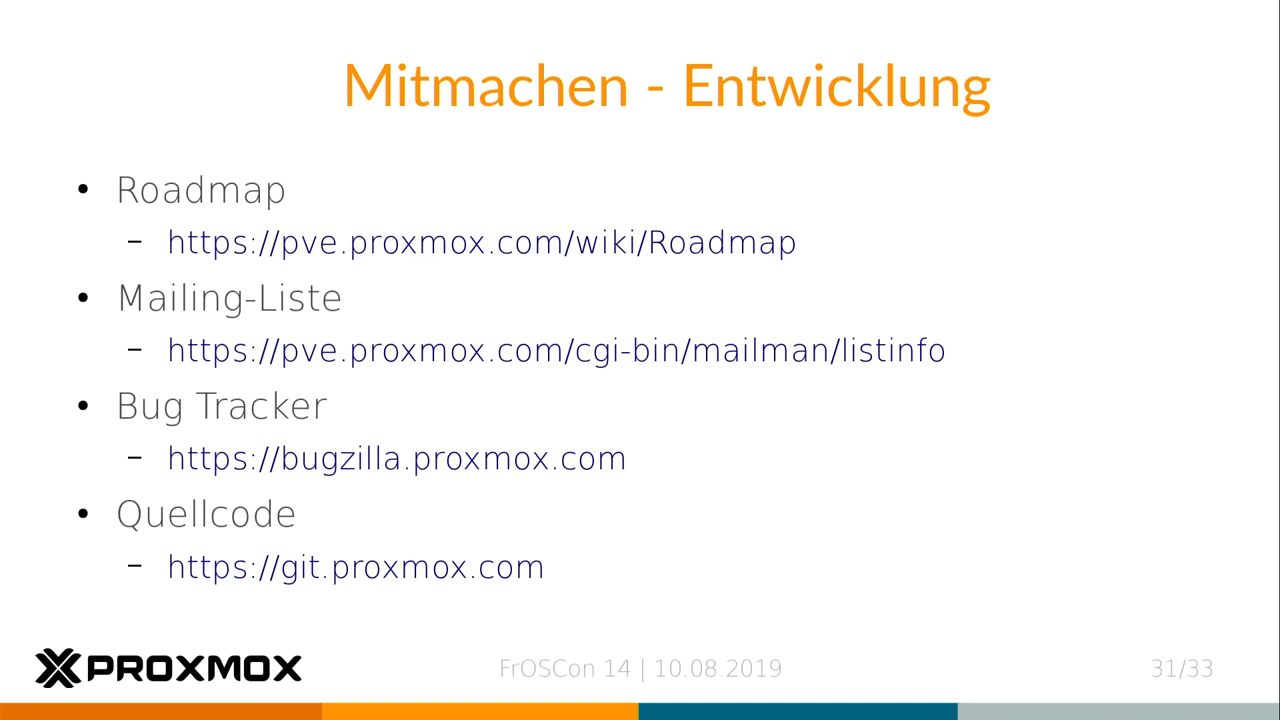 Mitmachen - Entwicklung
• Roadmap
– https://pve.proxmox.com/wiki/Roadmap
• Mailing-Liste
– https://pve.proxmox.com/cgi-bin/mailman/listinfo
• Bug Tracker
– https://bugzilla.proxmox.com
• Quellcode
– https://git.proxmox.com
PROXMOX
FrOSCon 14 | 10.08.2019
31/33